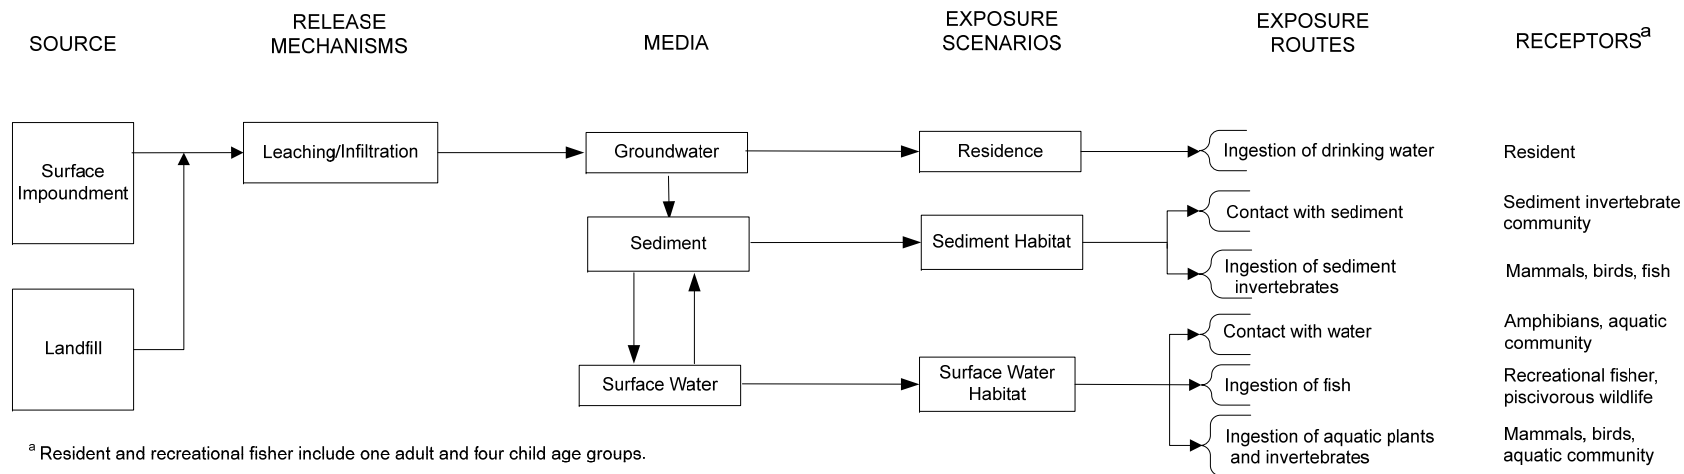 SOURCE
RELEASE
MECHANISMS
MEDIA
EXPOSURE
SCENARIOS
EXPOSURE
ROUTES
RECEPTORS a
Surface
Impoundment
Landfill
Leaching/Infiltration
Groundwater
Sediment
Surface Water
Residence
Sediment Habitat
Surface Water
Habitat
Ingestion of drinking water
Contact with sediment
Ingestion of sediment
invertebrates
Contact with water
Ingestion of fish
Ingestion of aquatic plants
and invertebrates
Resident
Sediment invertebrate
community
Mammals, birds, fish
Amphibians, aquatic
community
Recreational fisher,
piscivorous wildlife
Mammals, birds,
aquatic community
a Resident and recreational fisher include one adult and four child age groups.